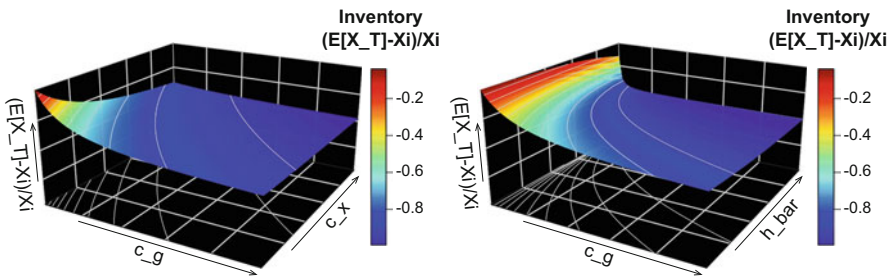 Inventory
(E[X_T]-Xi)/Xi
-0.2
-0.4
-0.6
-0.8
(E[X_T]-Xi)/Xi
c_g
c_x
Inventory
(E[X_T]-Xi)/Xi
-0.2
-0.4
-0.6
-0.8
(E[X_T]-Xi)/Xi
c_g
h_bar